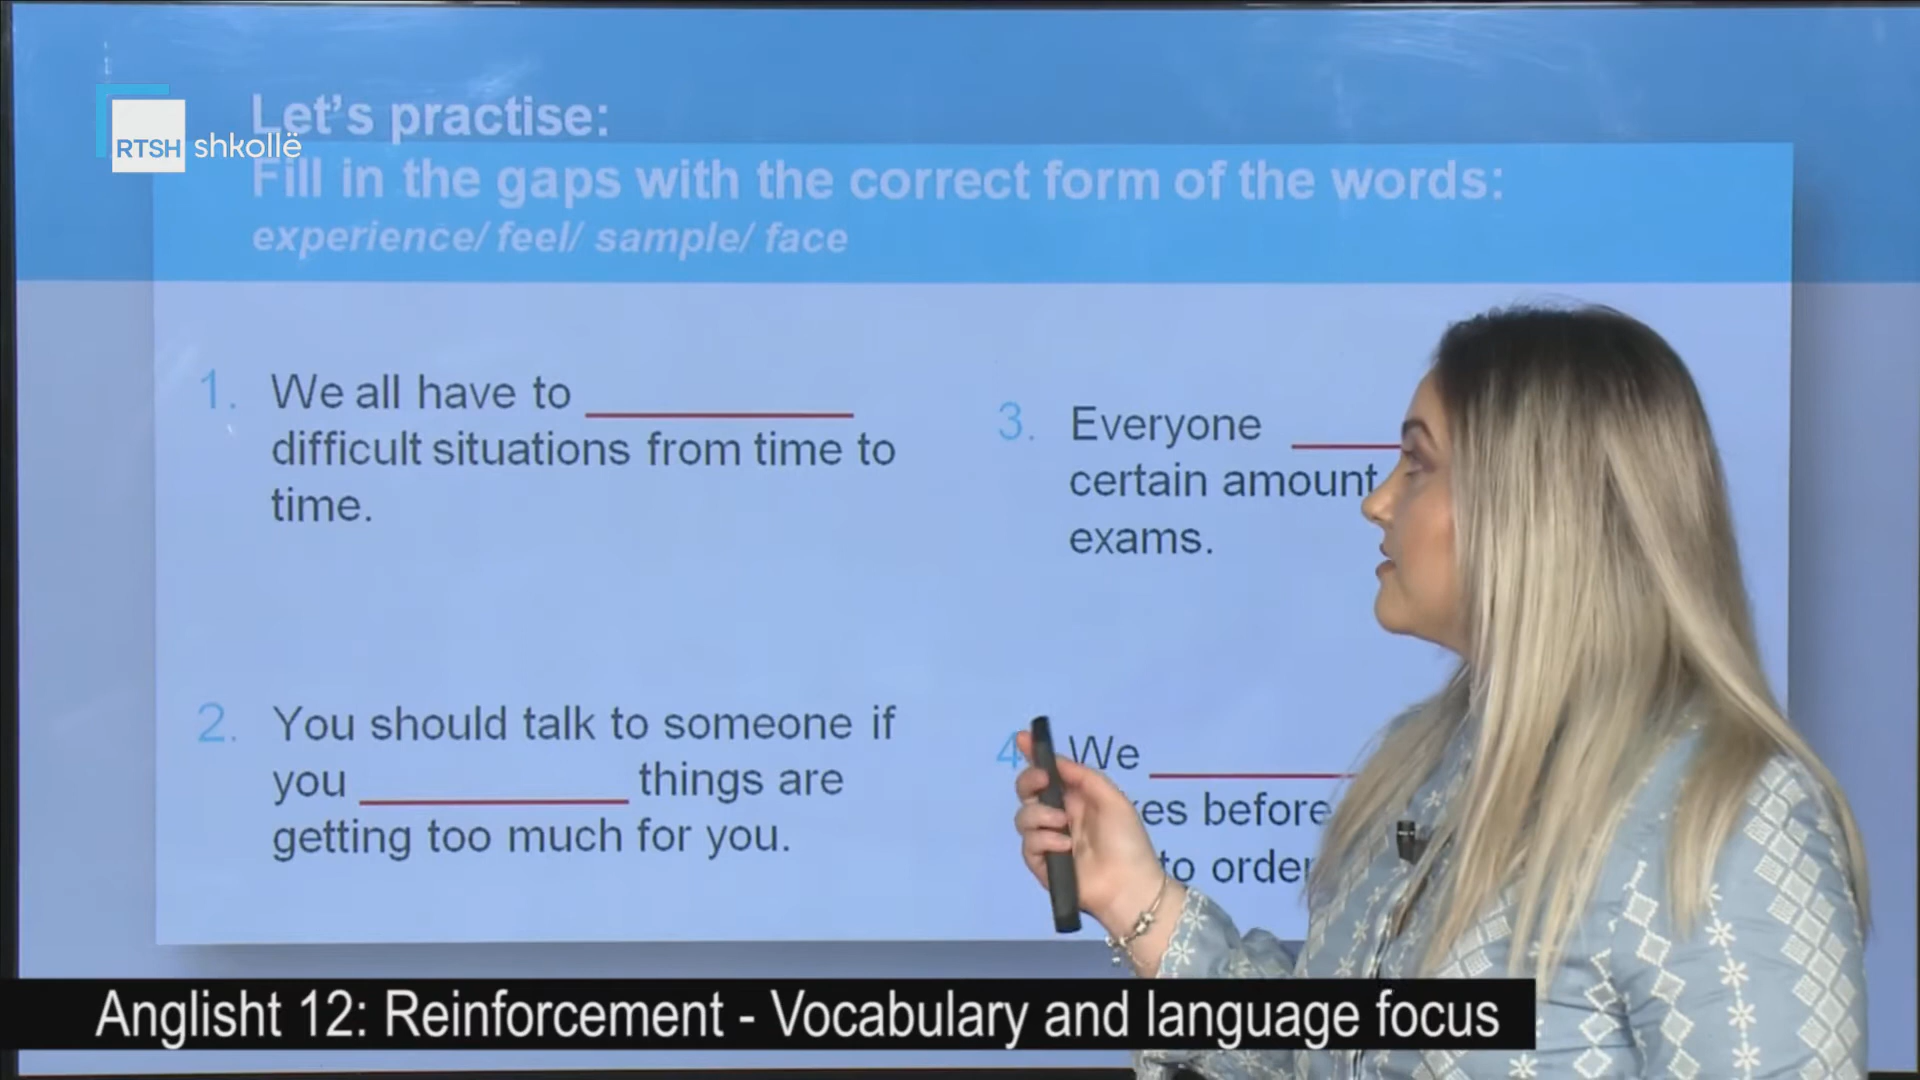 RTSH shkollë
Let's practise:
Fill in the gaps with the correct form of the words:
experience/ feel/ sample/ face
1. We all have to
difficult situations from time to
time.
2. You should talk to someone if
you things are
getting too much for you.
3. Everyone
certain amount
exams.
4. We
before
to
Anglisht 12: Reinforcement - Vocabulary and language focus